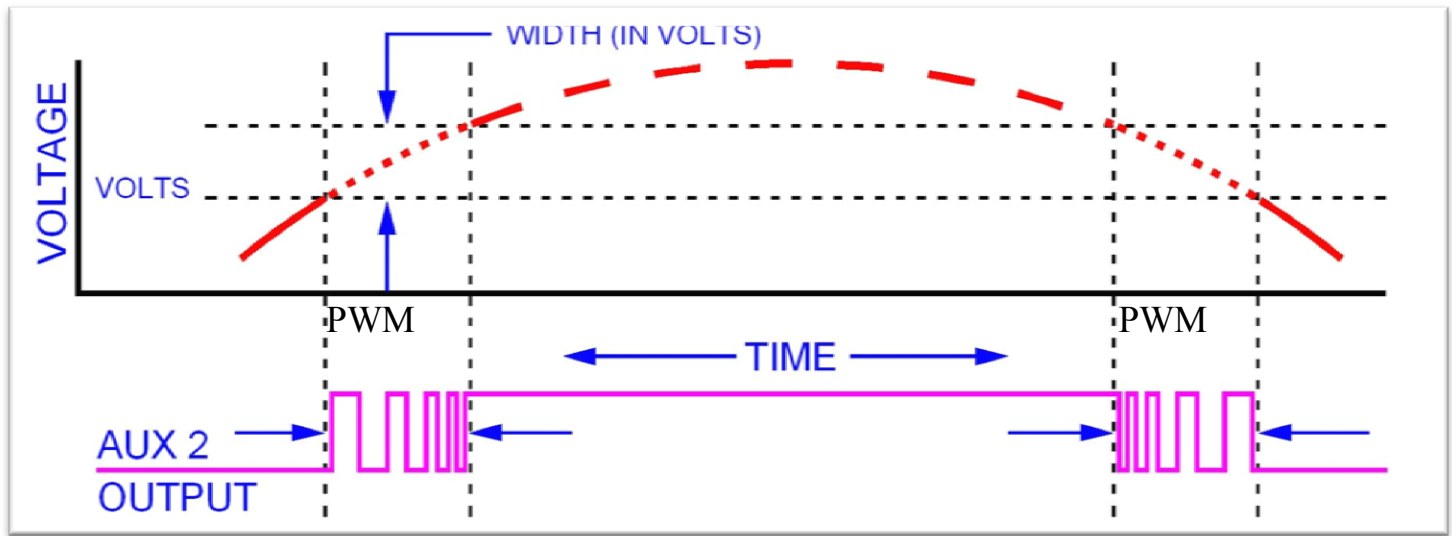 WIDTH (IN VOLTS)
VOLTAGE
VOLTS
PWM
PWM
TIME
AUX 2
OUTPUT